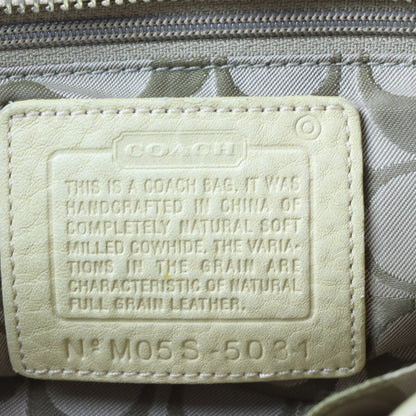 COACH
THIS IS A COACH BAG. IT WAS
HANDCRAFTED IN CHINA OF
COMPLETELY NATURAL SOFT
MILLED COWHIDE. THE VARIA-
TIONS IN THE GRAIN ARE
CHARACTERISTIC OF NATURAL
FULL GRAIN LEATHER.
Nº M05S-5031